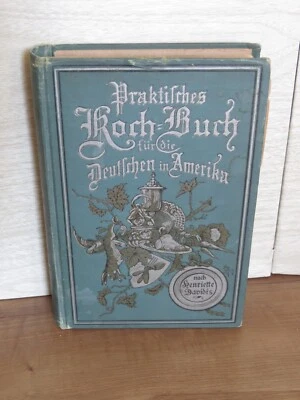 Praktisches
Koch-Buch
für die
Deutschen in Amerika
nach
Henriette
Davidis